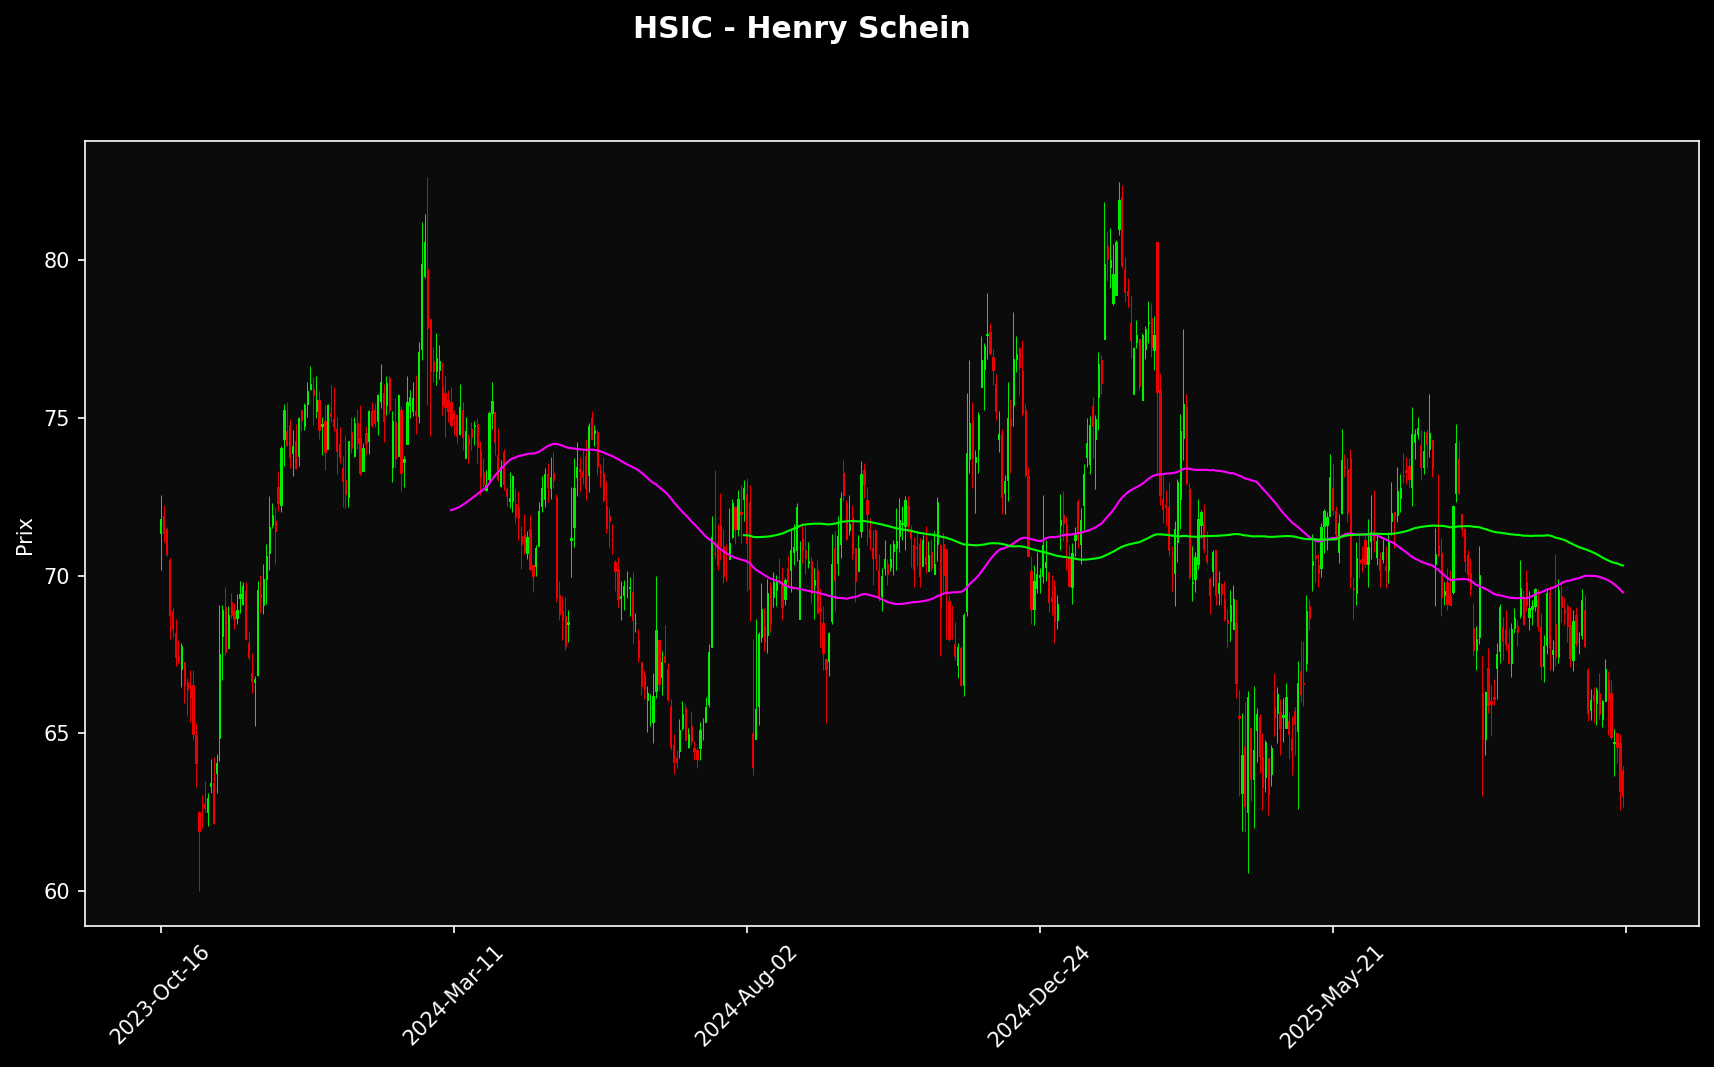 HSIC - Henry Schein
Prix
80
75
70
65
60
2023-Oct-16
2024-Mar-11
2024-Aug-02
2024-Dec-24
2025-May-21